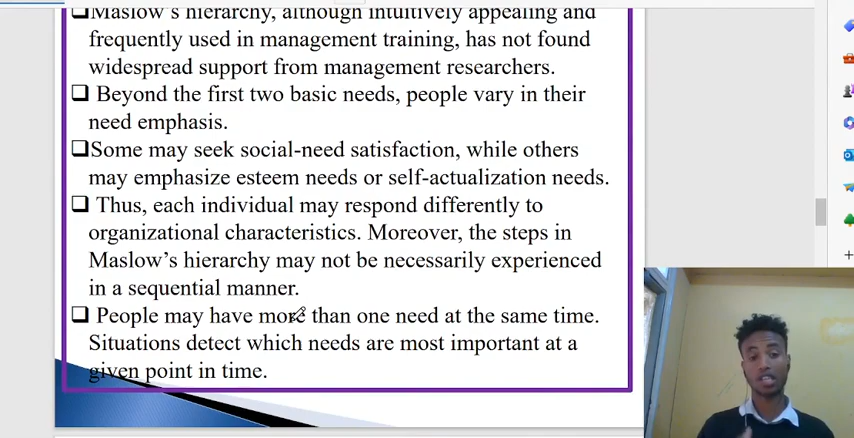 ❑Maslow's hierarchy, although intuitively appealing and
frequently used in management training, has not found
widespread support from management researchers.
❑ Beyond the first two basic needs, people vary in their
need emphasis.
❑Some may seek social-need satisfaction, while others
may emphasize esteem needs or self-actualization needs.
❑ Thus, each individual may respond differently to
organizational characteristics. Moreover, the steps in
Maslow's hierarchy may not be necessarily experienced
in a sequential manner.
❑ People may have more than one need at the same time.
Situations detect which needs are most important at a
given point in time.